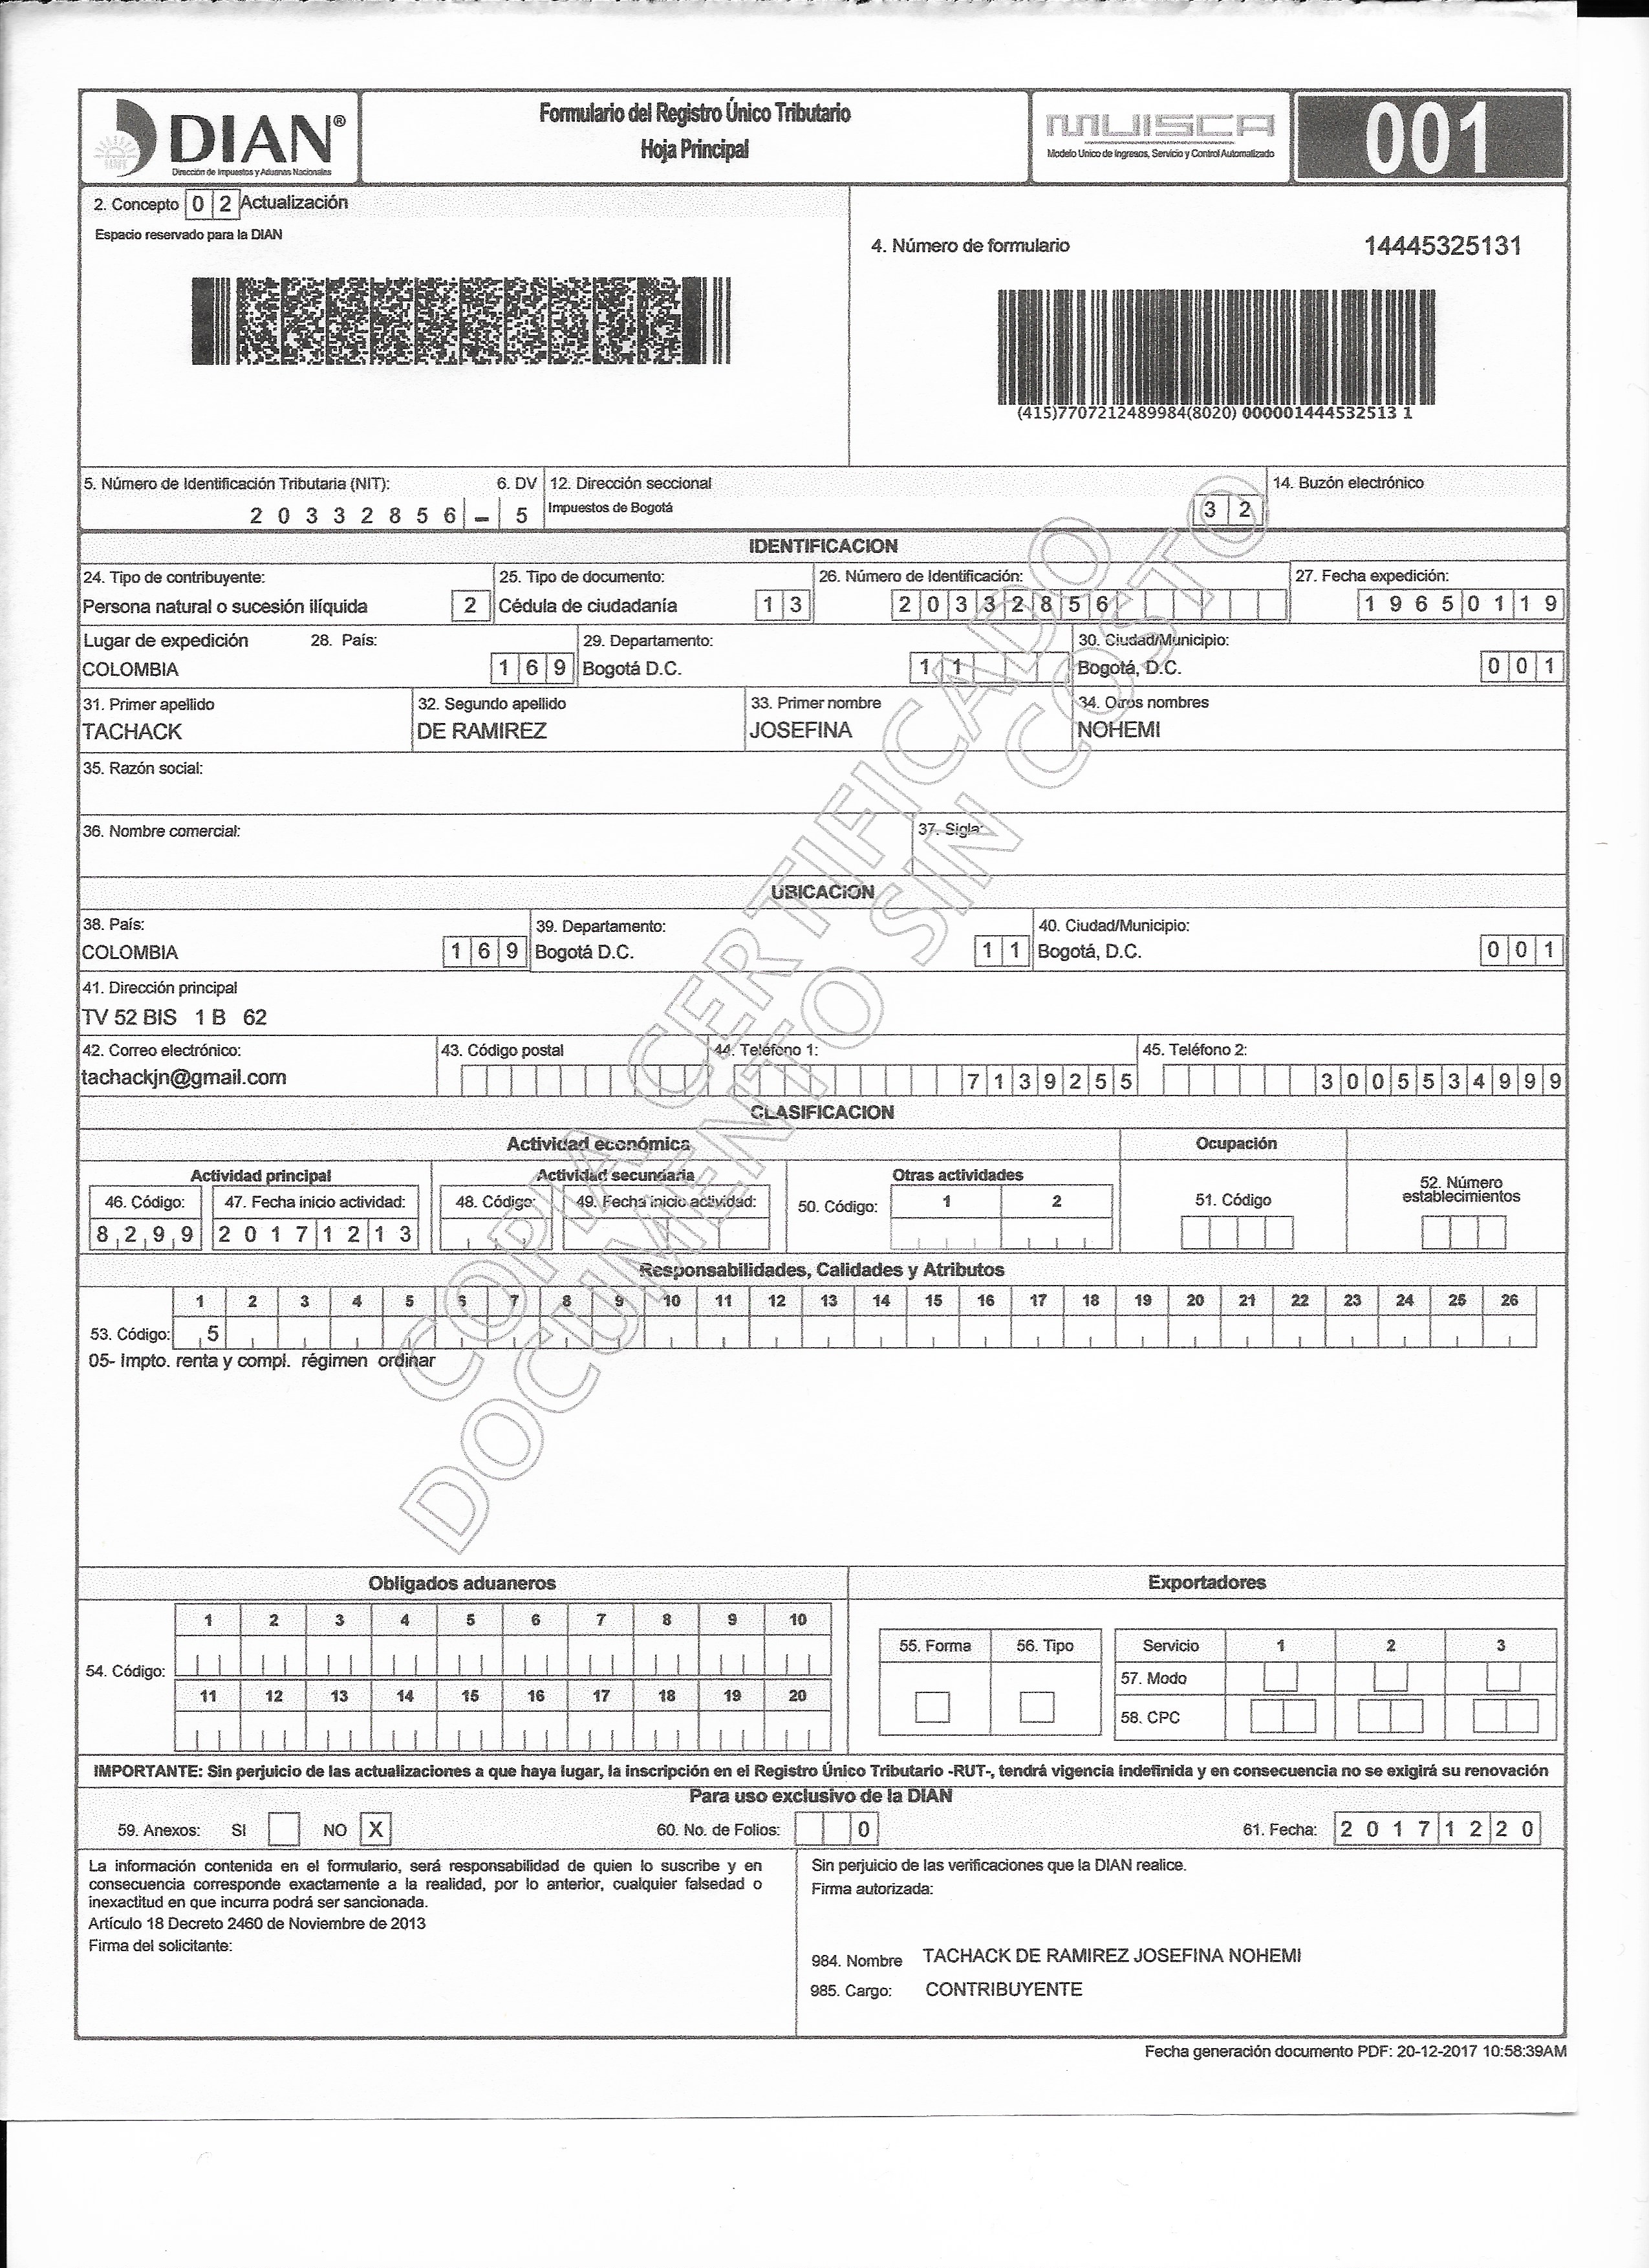 DIAN®
Dirección de Impuestos y Aduanas Nacionales
Formulario del Registro Único Tributario
Hoja Principal
MUISCA
Modelo Unico de Ingresos, Servicio y Control Automatizado
001
2. Concepto 0 2 Actualización
Espacio reservado para la DIAN
4. Número de formulario 14445325131
(415)7707212489984(8020) 000001444532513 1
5. Número de Identificación Tributaria (NIT): 6. DV 12. Dirección seccional 14. Buzón electrónico
2 0 3 3 2 8 5 6 - 5 Impuestos de Bogotá 3 2
IDENTIFICACION
24. Tipo de contribuyente: 25. Tipo de documento: 26. Número de Identificación: 27. Fecha expedición:
Persona natural o sucesión ilíquida 2 Cédula de ciudadanía 1 3 2 0 3 3 2 8 5 6 1 9 6 5 0 1 1 9
Lugar de expedición 28. País: 29. Departamento: 30. Ciudad/Municipio:
COLOMBIA 1 6 9 Bogotá D.C. 1 1 Bogotá, D.C. 0 0 1
31. Primer apellido 32. Segundo apellido 33. Primer nombre 34. Otros nombres
TACHACK DE RAMIREZ JOSEFINA NOHEMI
35. Razón social:
36. Nombre comercial: 37. Sigla:
UBICACION
38. País: 39. Departamento: 40. Ciudad/Municipio:
COLOMBIA 1 6 9 Bogotá D.C. 1 1 Bogotá, D.C. 0 0 1
41. Dirección principal
TV 52 BIS 1 B 62
42. Correo electrónico: 43. Código postal 44. Teléfono 1: 45. Teléfono 2:
tachackjn@gmail.com 7 1 3 9 2 5 5 3 0 0 5 5 3 4 9 9 9
CLASIFICACION
Actividad económica Ocupación
Actividad principal Actividad secundaria Otras actividades 52. Número establecimientos
46. Código: 47. Fecha inicio actividad: 48. Código: 49. Fecha inicio actividad: 50. Código: 1 2 51. Código
8 2 9 9 2 0 1 7 1 2 1 3
Responsabilidades, Calidades y Atributos
1 2 3 4 5 6 7 8 9 10 11 12 13 14 15 16 17 18 19 20 21 22 23 24 25 26
53. Código: 5
05- Impto. renta y compl. régimen ordinar
COPIA CERTIFICADO
DOCUMENTO SIN COSTO
Obligados aduaneros Exportadores
1 2 3 4 5 6 7 8 9 10
55. Forma 56. Tipo Servicio 1 2 3
54. Código:
57. Modo
11 12 13 14 15 16 17 18 19 20
58. CPC
IMPORTANTE: Sin perjuicio de las actualizaciones a que haya lugar, la inscripción en el Registro Único Tributario -RUT-, tendrá vigencia indefinida y en consecuencia no se exigirá su renovación
Para uso exclusivo de la DIAN
59. Anexos: SI NO X 60. No. de Folios: 0 61. Fecha: 2 0 1 7 1 2 2 0
La información contenida en el formulario, será responsabilidad de quien lo suscribe y en
consecuencia corresponde exactamente a la realidad, por lo anterior, cualquier falsedad o
inexactitud en que incurra podrá ser sancionada.
Artículo 18 Decreto 2460 de Noviembre de 2013
Firma del solicitante:
Sin perjuicio de las verificaciones que la DIAN realice.
Firma autorizada:
984. Nombre TACHACK DE RAMIREZ JOSEFINA NOHEMI
985. Cargo: CONTRIBUYENTE
Fecha generación documento PDF: 20-12-2017 10:58:39AM